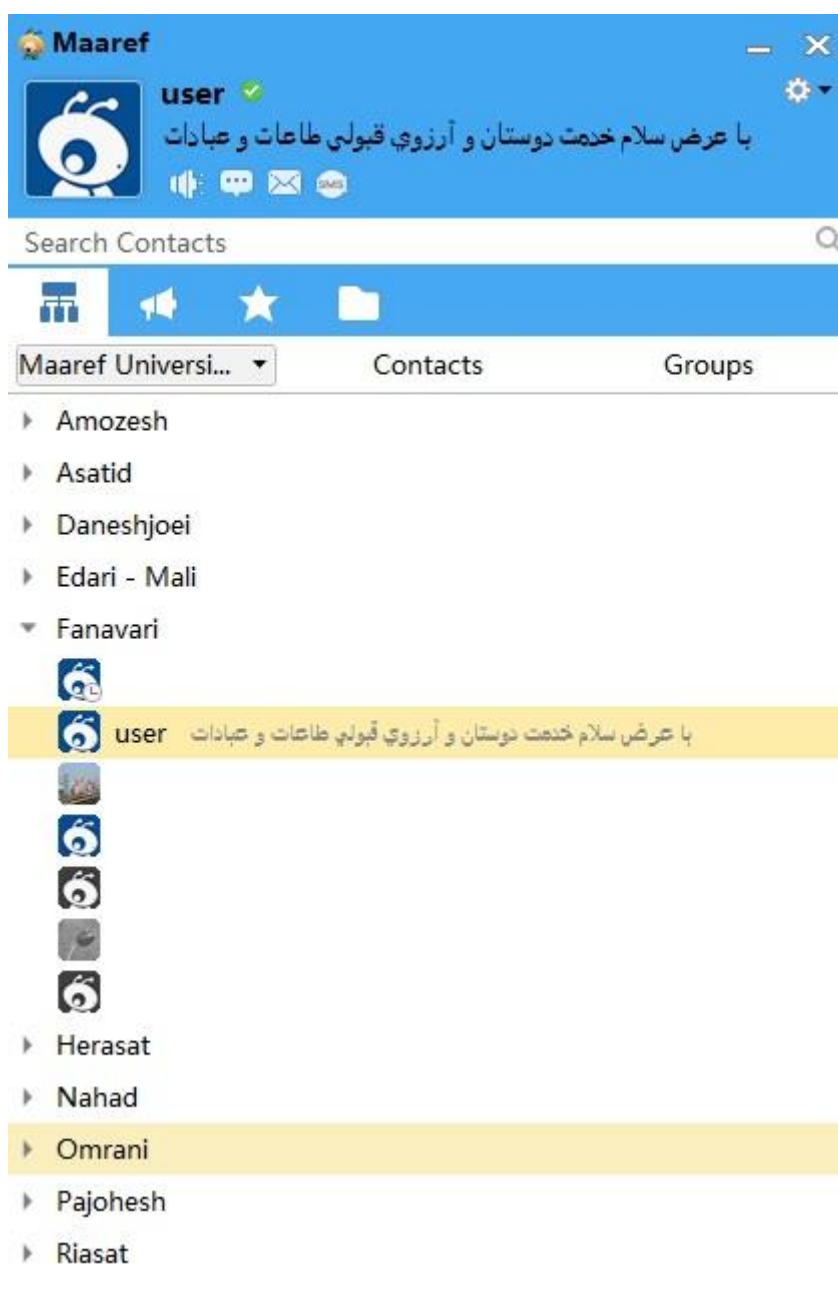 Maaref
user
با عرض سلام خدمت دوستان و آرزوي قبولي طاعات و عبادات
SMS
Search Contacts
Maaref Universi... Contacts Groups
Amozesh
Asatid
Daneshjoei
Edari - Mali
Fanavari
user با عرض سلام خدمت دوستان و آرزوي قبولي طاعات و عبادات
Herasat
Nahad
Omrani
Pajohesh
Riasat